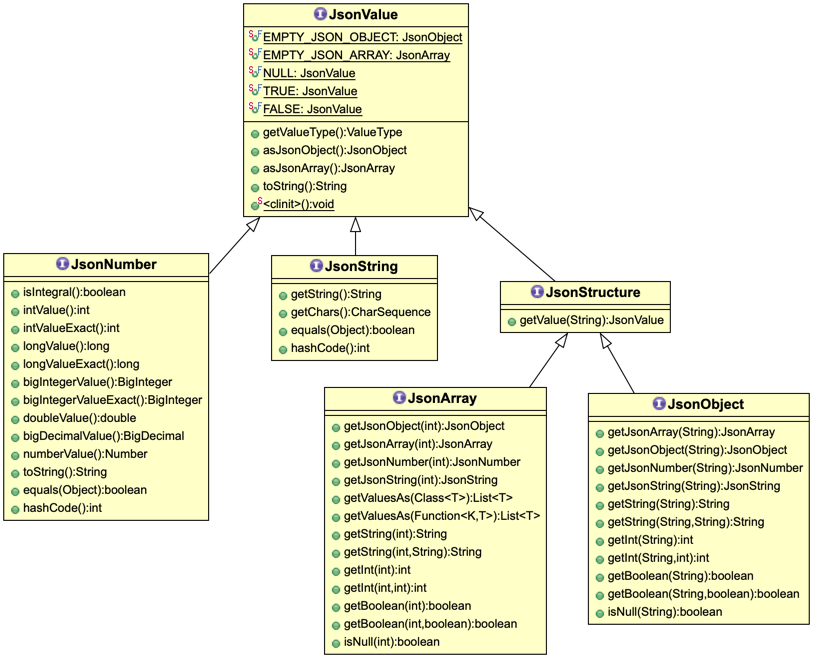 JsonValue
EMPTY_JSON_OBJECT: JsonObject
EMPTY_JSON_ARRAY: JsonArray
NULL: JsonValue
TRUE: JsonValue
FALSE: JsonValue
getValueType():ValueType
asJsonObject():JsonObject
asJsonArray():JsonArray
toString():String
<clinit>():void
JsonNumber
isIntegral():boolean
intValue():int
intValueExact():int
longValue():long
longValueExact():long
bigIntegerValue():BigInteger
bigIntegerValueExact():BigInteger
doubleValue():double
bigDecimalValue():BigDecimal
numberValue():Number
toString():String
equals(Object):boolean
hashCode():int
JsonString
getString():String
getChars():CharSequence
equals(Object):boolean
hashCode():int
JsonStructure
getValue(String):JsonValue
JsonArray
getJsonObject(int):JsonObject
getJsonArray(int):JsonArray
getJsonNumber(int):JsonNumber
getJsonString(int):JsonString
getValuesAs(Class<T>):List<T>
getValuesAs(Function<K,T>):List<T>
getString(int):String
getString(int,String):String
getInt(int):int
getInt(int,int):int
getBoolean(int):boolean
getBoolean(int,boolean):boolean
isNull(int):boolean
JsonObject
getJsonArray(String):JsonArray
getJsonObject(String):JsonObject
getJsonNumber(String):JsonNumber
getJsonString(String):JsonString
getString(String):String
getString(String,String):String
getInt(String):int
getInt(String,int):int
getBoolean(String):boolean
getBoolean(String,boolean):boolean
isNull(String):boolean